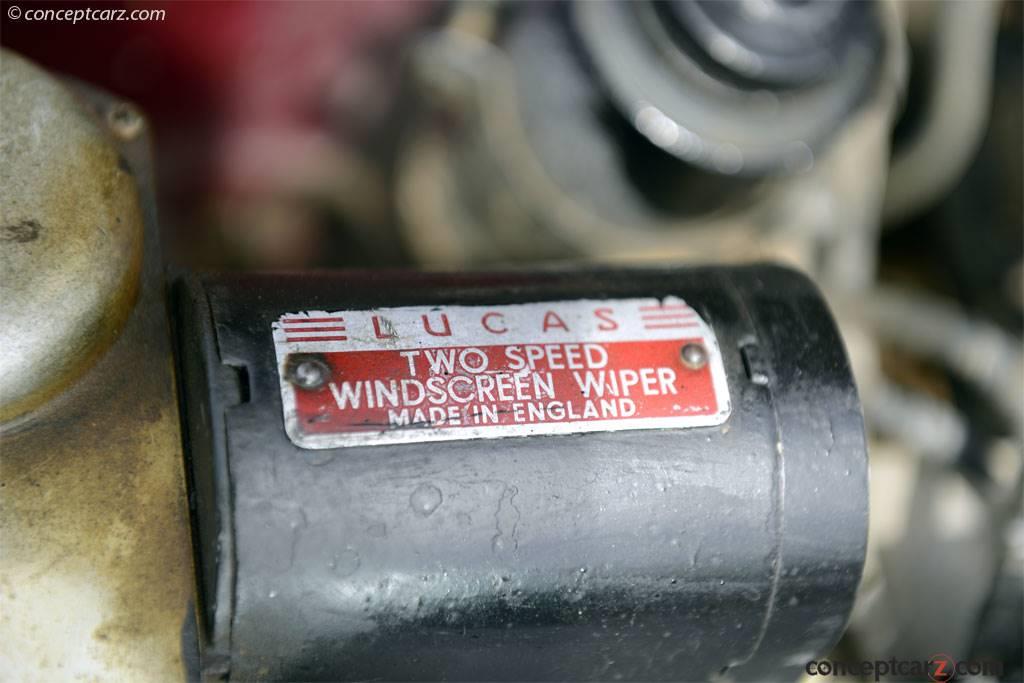 © conceptcarz.com
LUCAS
TWO SPEED
WINDSCREEN WIPER
MADE IN ENGLAND
conceptcarz.com